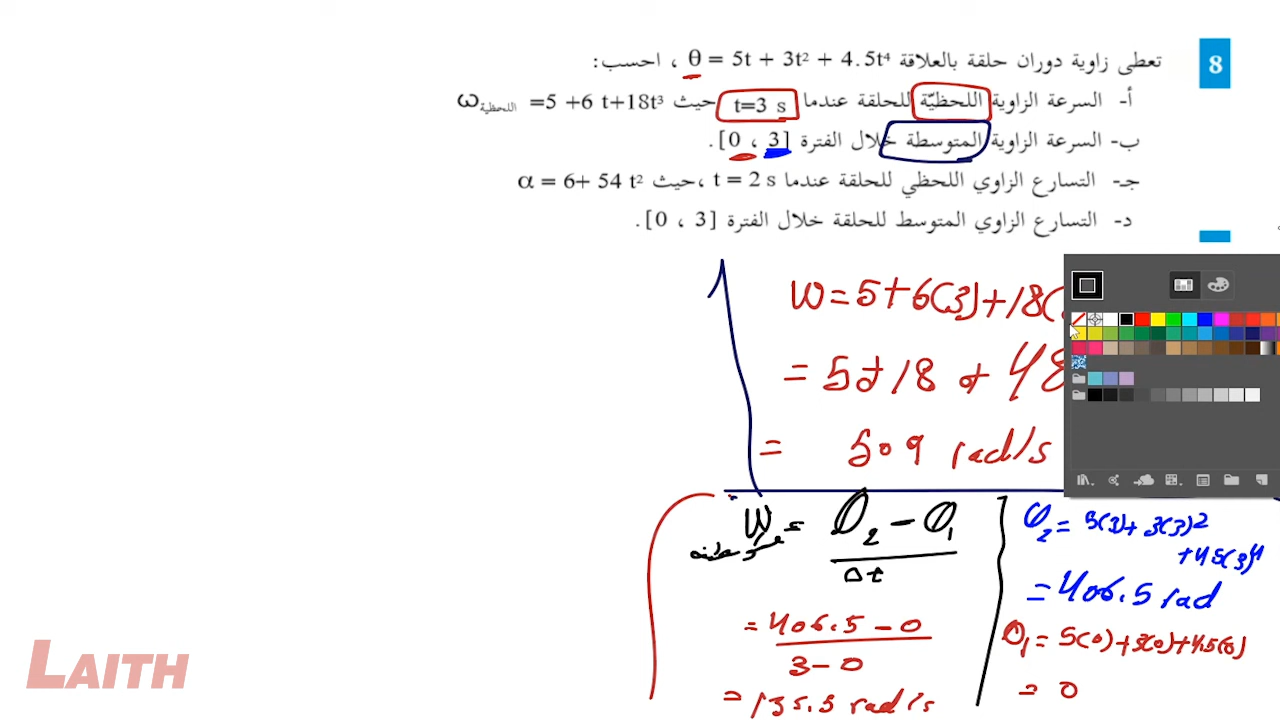 8
تعطى زاوية دوران حلقة بالعلاقة θ = 5t + 3t² + 4.5t⁴ ، احسب:
أ- السرعة الزاوية اللحظيّة للحلقة عندما t=3 s حيث ω اللحظية =5 +6 t+18t³
ب- السرعة الزاوية المتوسطة خلال الفترة [0 ، 3].
جـ- التسارع الزاوي اللحظي للحلقة عندما t = 2 s ،حيث α = 6+ 54 t²
د- التسارع الزاوي المتوسط للحلقة خلال الفترة [0 ، 3].
W=5+6(3)+18(
= 5+18+48
= 509 rad/s
W = θ₂ - θ₁
Δt
= 406.5 - 0
3 - 0
= 135.5 rad/s
θ₂ = 5(3)+3(3)²
+4.5(3)⁴
= 406.5 rad
θ₁ = 5(0)+3(0)+4.5(0)
= 0
LAITH